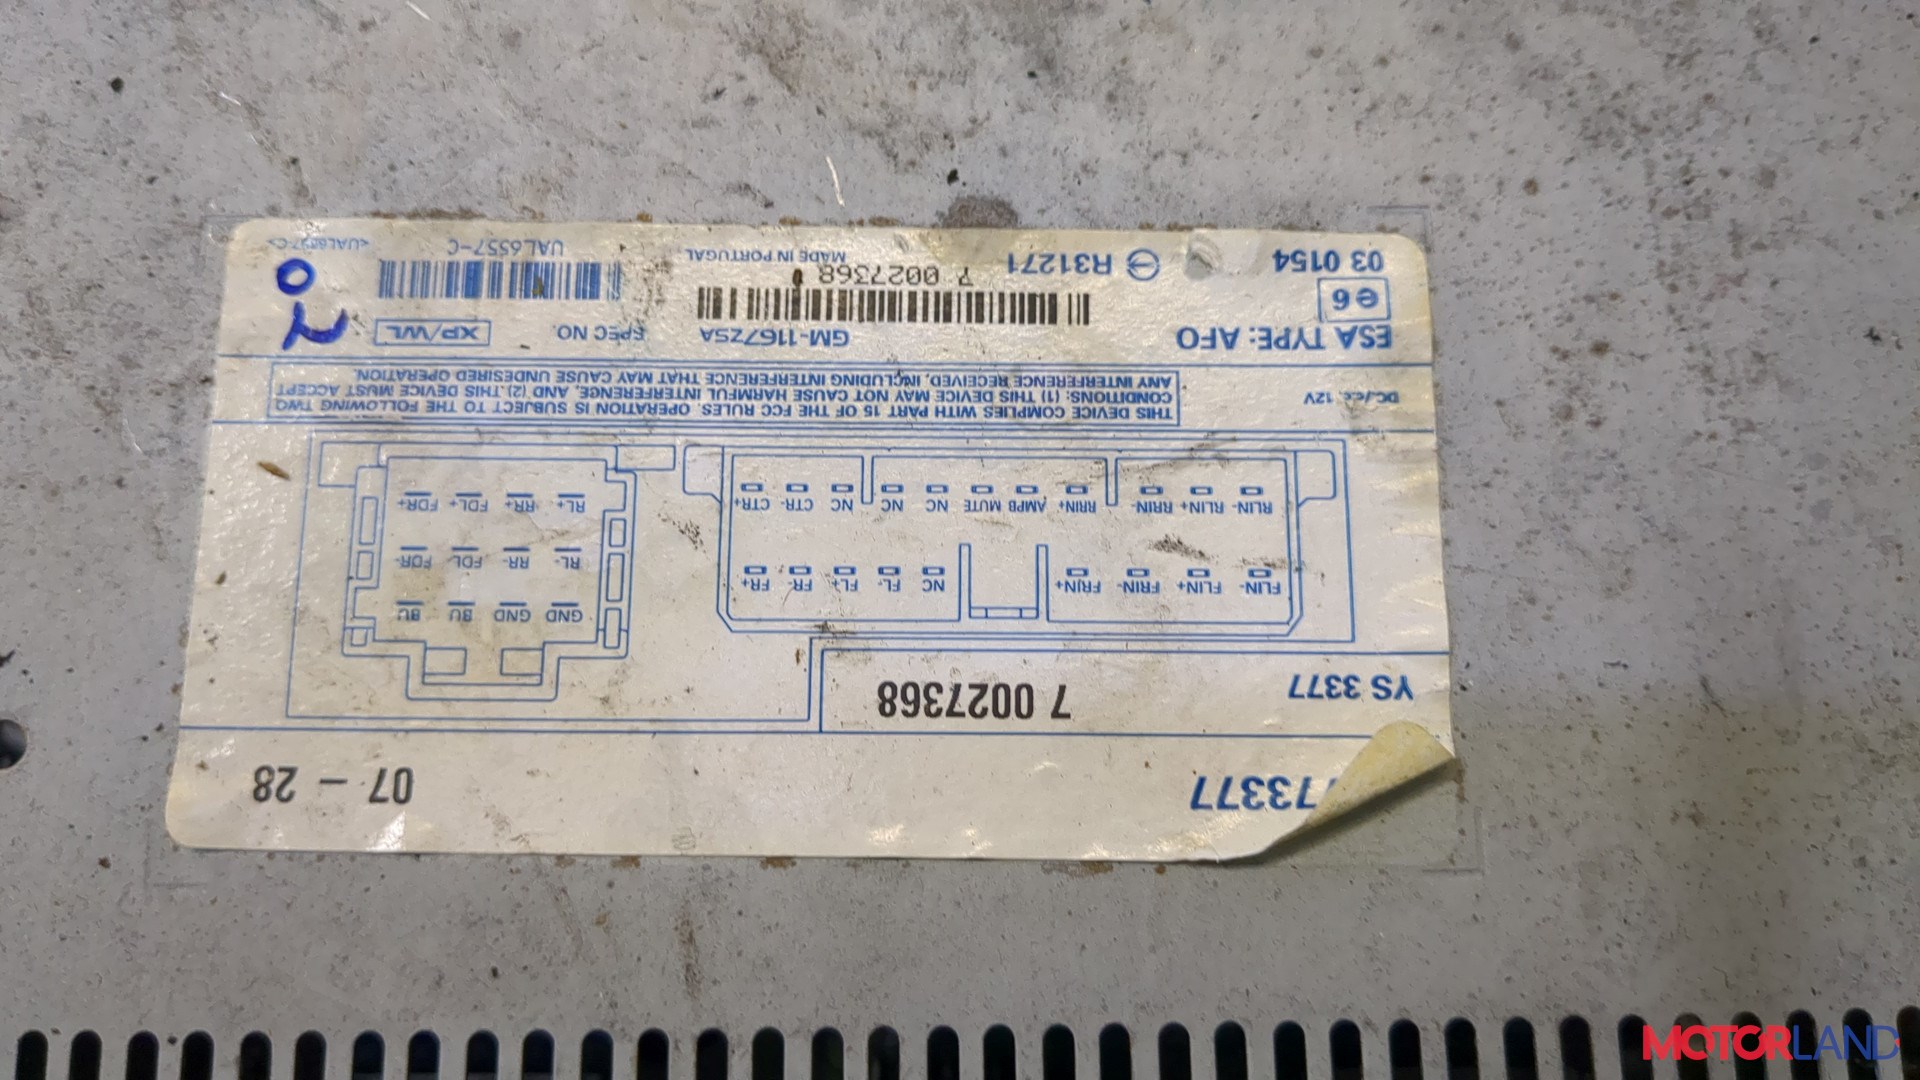 73377
07 - 28
YS 3377
7 0027368
FLIN- FLIN+ FRIN- FRIN+ NC FL- FL+ FR- FR+
GND GND BU BU
RLIN- RLIN+ RRIN- RRIN+ AMPB MUTE NC NC NC CTR- CTR+
RL- RR- FDL- FDR-
RL+ RR+ FDL+ FDR+
DC/cc. 12V
THIS DEVICE COMPLIES WITH PART 15 OF THE FCC RULES. OPERATION IS SUBJECT TO THE FOLLOWING TWO
CONDITIONS: (1) THIS DEVICE MAY NOT CAUSE HARMFUL INTERFERENCE, AND (2), THIS DEVICE MUST ACCEPT
ANY INTERFERENCE RECEIVED, INCLUDING INTERFERENCE THAT MAY CAUSE UNDESIRED OPERATION.
ESA TYPE: AFO
GM-1167ZSA
SPEC NO.
XP/WL
e6
03 0154
R31271
7 0027368
MADE IN PORTUGAL
UAL6557-C
07
MOTORLAND